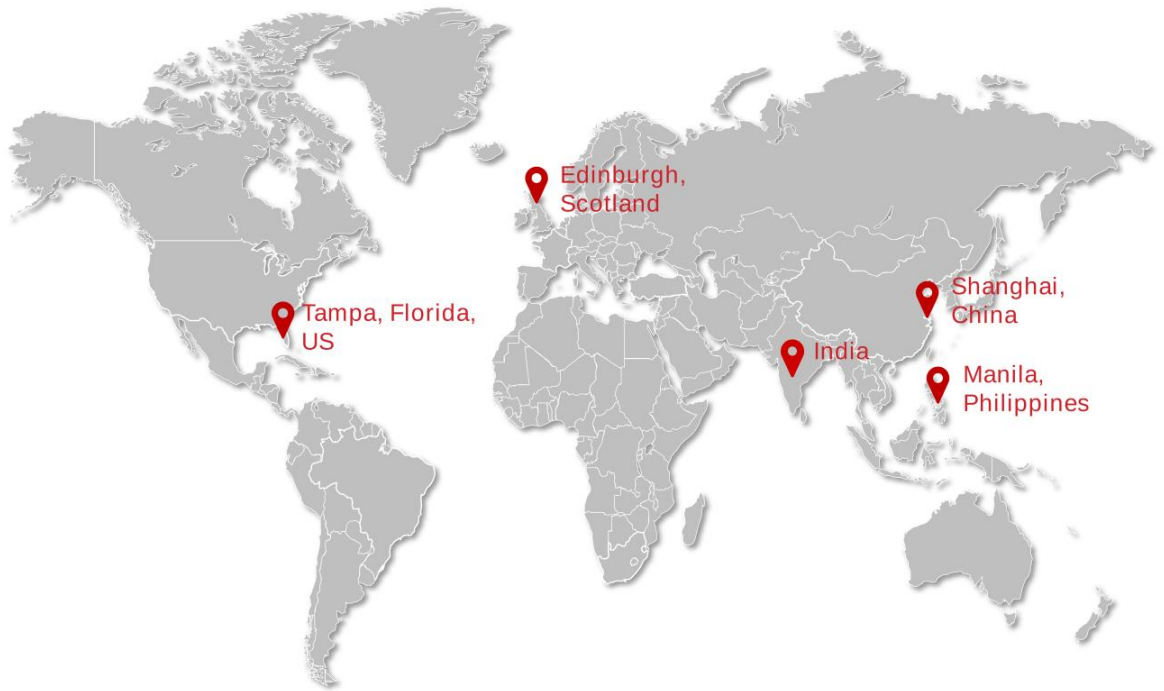 Edinburgh,
Scotland
Shanghai,
China
Tampa, Florida,
US
India
Manila,
Philippines